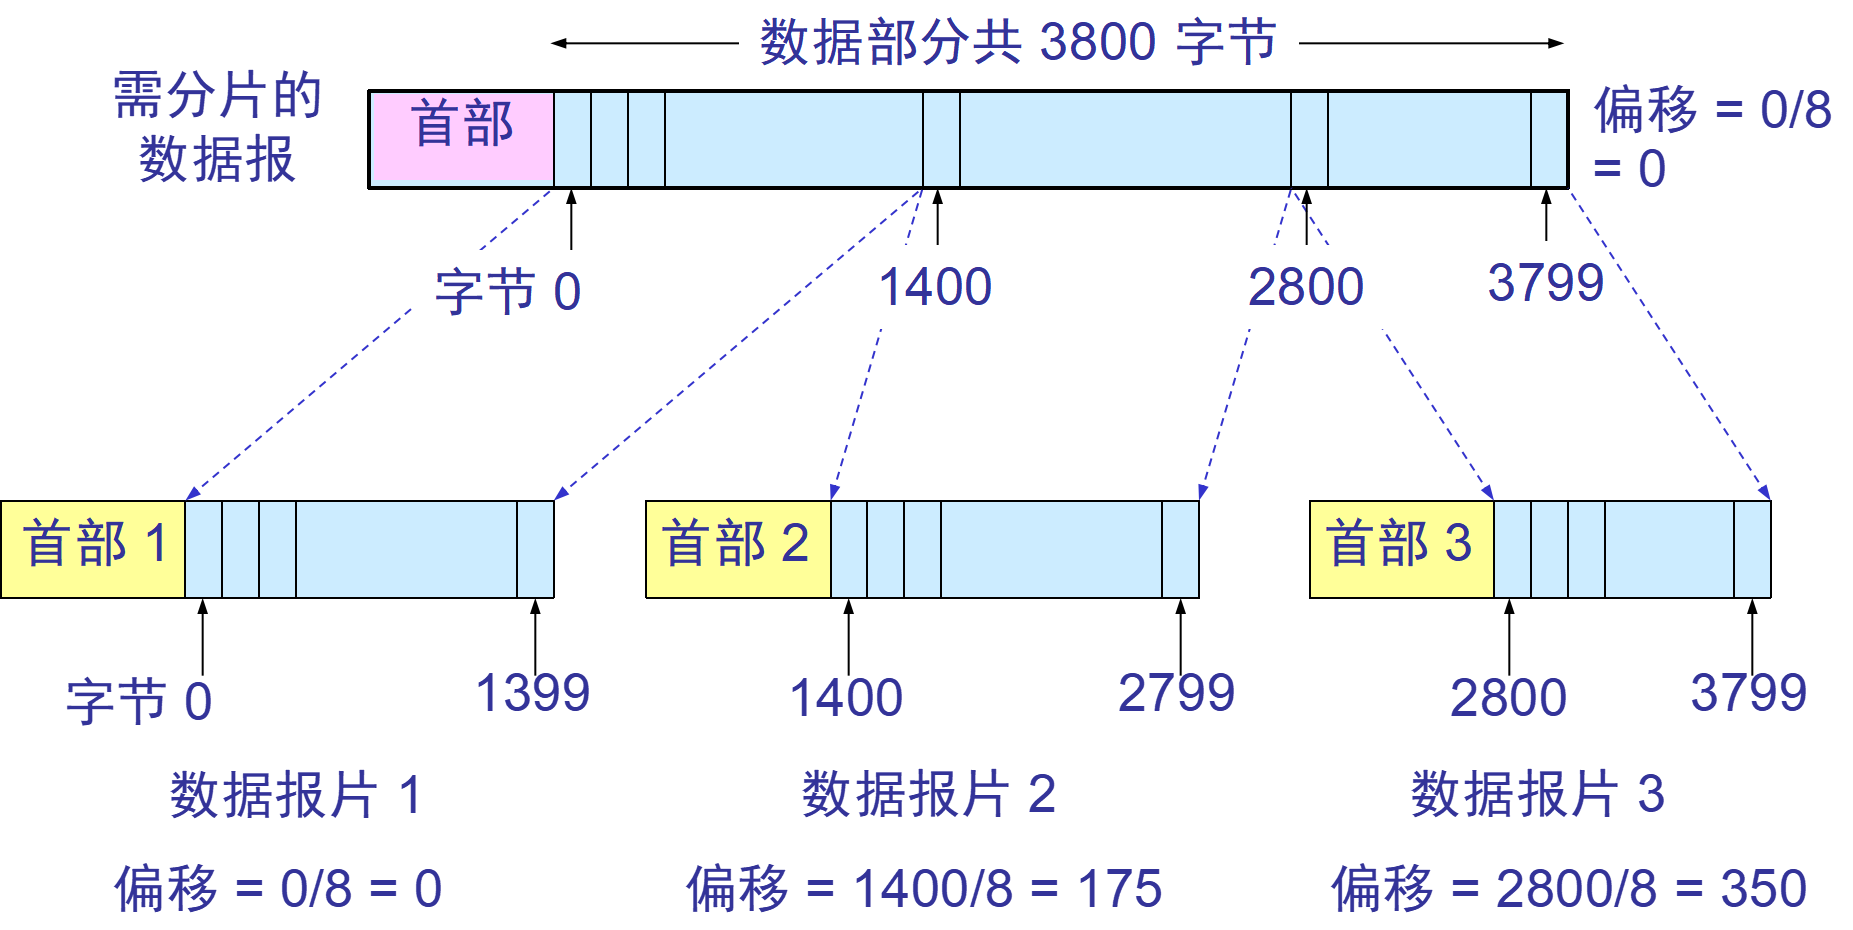 数据部分共 3800 字节
需分片的
数据报
首部
偏移 = 0/8
= 0
字节 0
1400
2800
3799
首部 1
首部 2
首部 3
字节 0
1399
1400
2799
2800
3799
数据报片 1
数据报片 2
数据报片 3
偏移 = 0/8 = 0
偏移 = 1400/8 = 175
偏移 = 2800/8 = 350